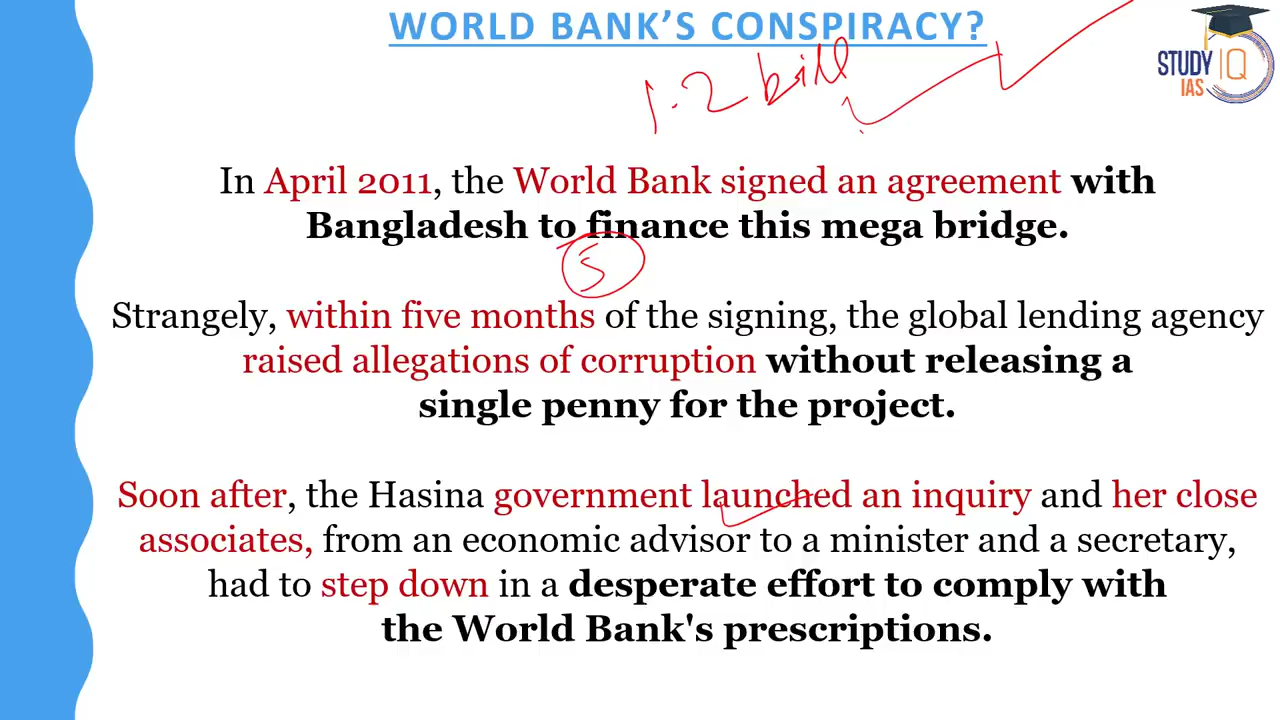 WORLD BANK'S CONSPIRACY?
STUDY IQ
IAS
1.2 bill
In April 2011, the World Bank signed an agreement with
Bangladesh to finance this mega bridge.
5
Strangely, within five months of the signing, the global lending agency
raised allegations of corruption without releasing a
single penny for the project.
Soon after, the Hasina government launched an inquiry and her close
associates, from an economic advisor to a minister and a secretary,
had to step down in a desperate effort to comply with
the World Bank's prescriptions.